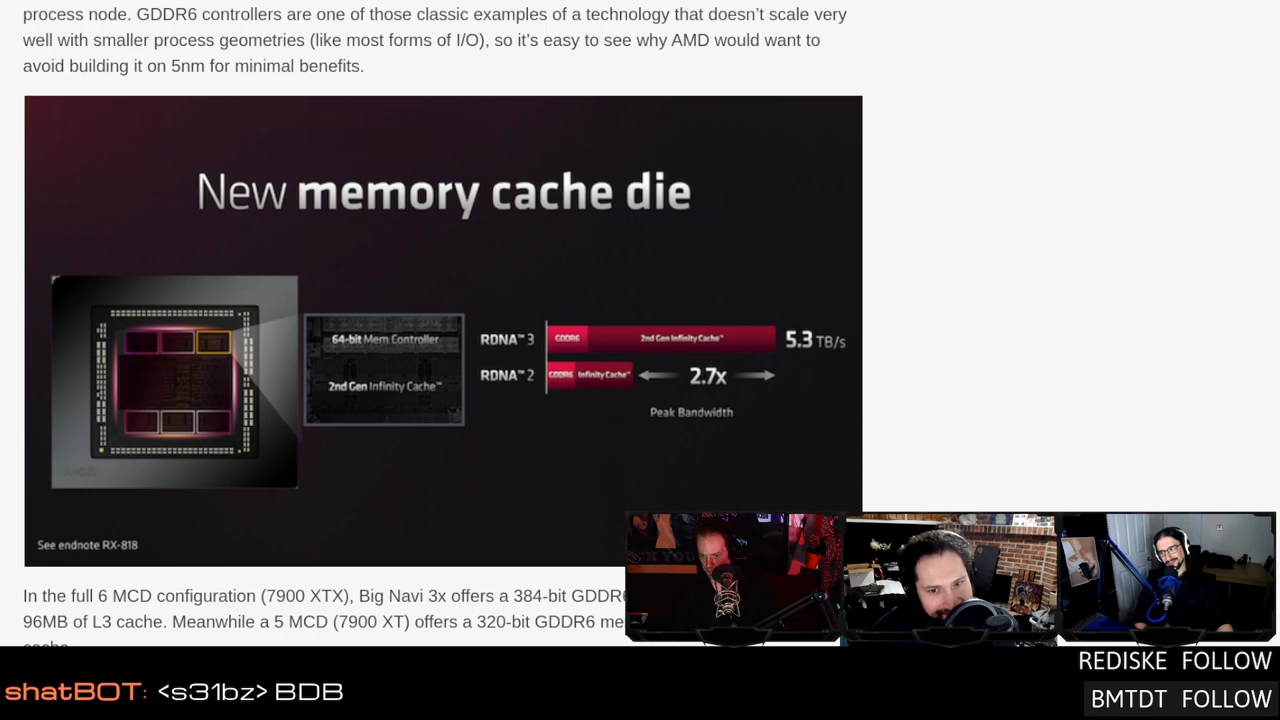 process node. GDDR6 controllers are one of those classic examples of a technology that doesn’t scale very
well with smaller process geometries (like most forms of I/O), so it’s easy to see why AMD would want to
avoid building it on 5nm for minimal benefits.
New memory cache die
64-bit Mem Controller
2nd Gen Infinity Cache™
RDNA™ 3 GDDR6 2nd Gen Infinity Cache™ 5.3 TB/s
RDNA™ 2 GDDR6 Infinity Cache™ 2.7x
Peak Bandwidth
See endnote RX-818
In the full 6 MCD configuration (7900 XTX), Big Navi 3x offers a 384-bit GDDR6
96MB of L3 cache. Meanwhile a 5 MCD (7900 XT) offers a 320-bit GDDR6 me
REDISKE FOLLOW
shatBOT: <s31bz> BDB
BMTDT FOLLOW